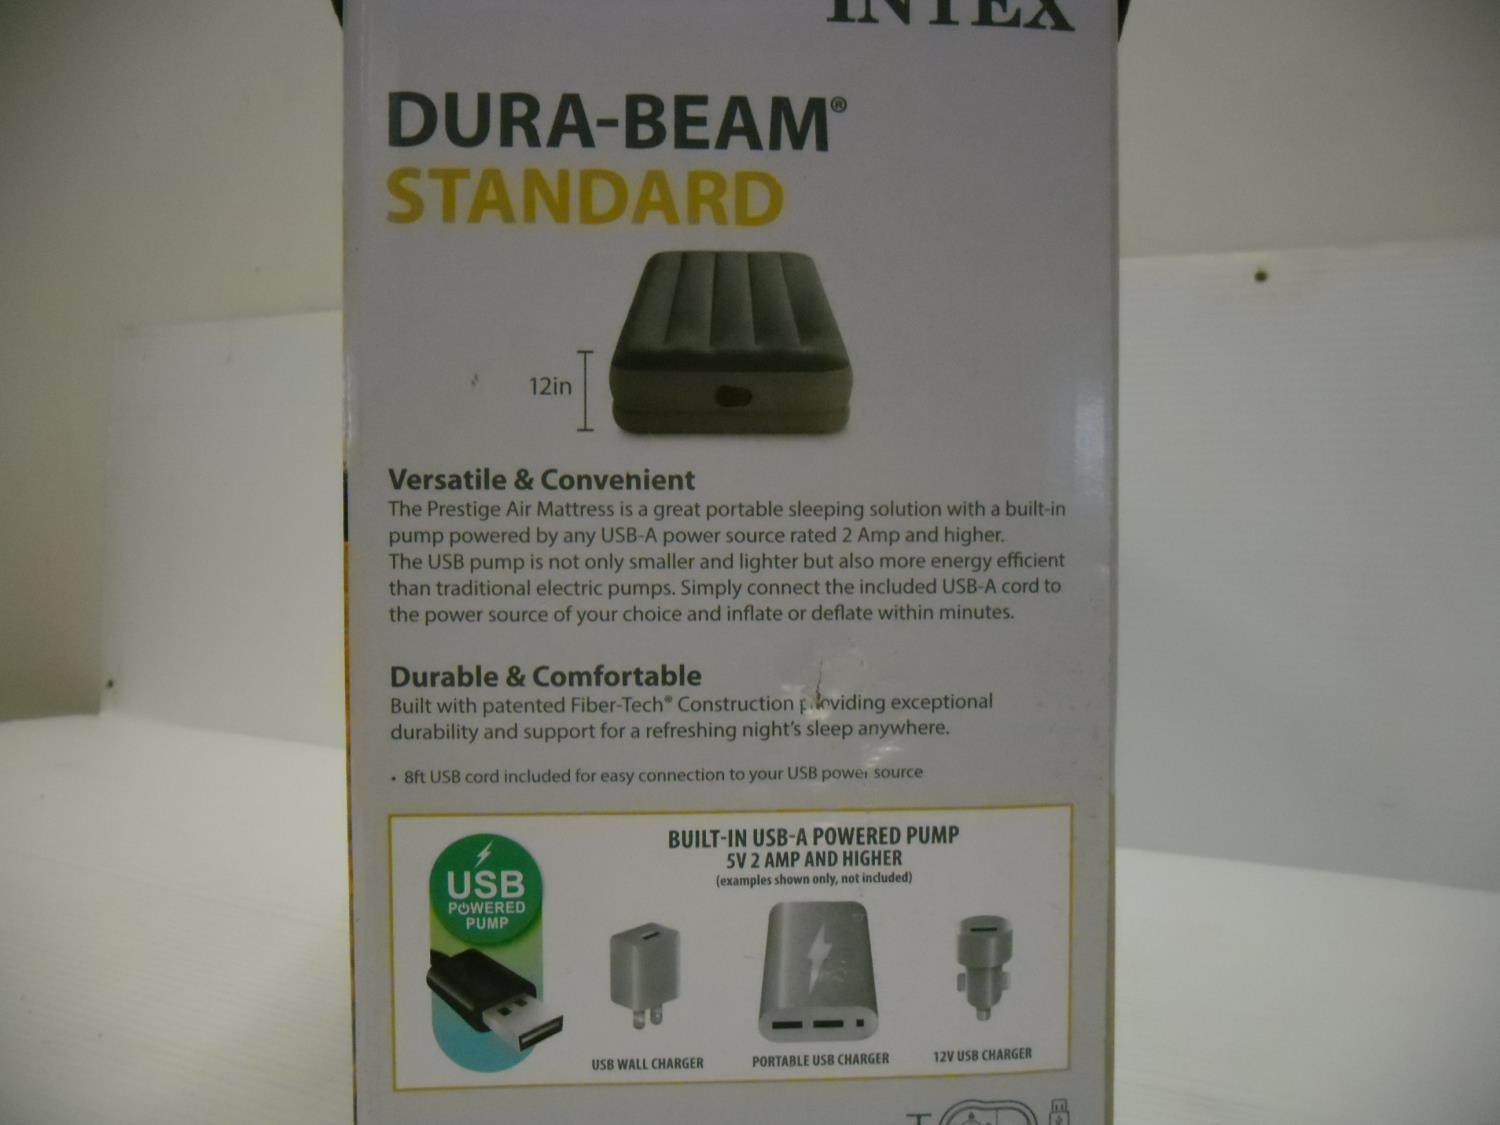 INTEX
DURA-BEAM®
STANDARD
12in
Versatile & Convenient
The Prestige Air Mattress is a great portable sleeping solution with a built-in
pump powered by any USB-A power source rated 2 Amp and higher.
The USB pump is not only smaller and lighter but also more energy efficient
than traditional electric pumps. Simply connect the included USB-A cord to
the power source of your choice and inflate or deflate within minutes.
Durable & Comfortable
Built with patented Fiber-Tech® Construction providing exceptional
durability and support for a refreshing night's sleep anywhere.
• 8ft USB cord included for easy connection to your USB power source
BUILT-IN USB-A POWERED PUMP
5V 2 AMP AND HIGHER
(examples shown only, not included)
USB
POWERED
PUMP
USB WALL CHARGER
PORTABLE USB CHARGER
12V USB CHARGER